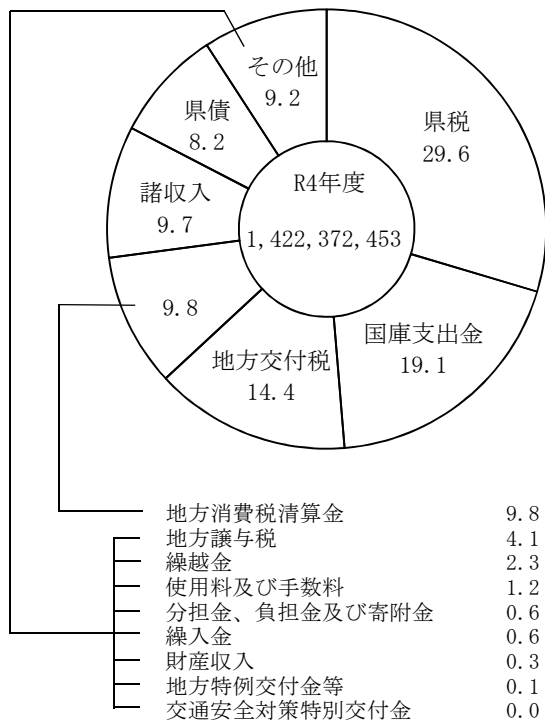 その他
9.2
県税
29.6
県債
8.2
R4年度
1,422,372,453
諸収入
9.7
9.8
国庫支出金
19.1
地方交付税
14.4
地方消費税清算金 9.8
地方譲与税 4.1
繰越金 2.3
使用料及び手数料 1.2
分担金、負担金及び寄附金 0.6
繰入金 0.6
財産収入 0.3
地方特例交付金等 0.1
交通安全対策特別交付金 0.0